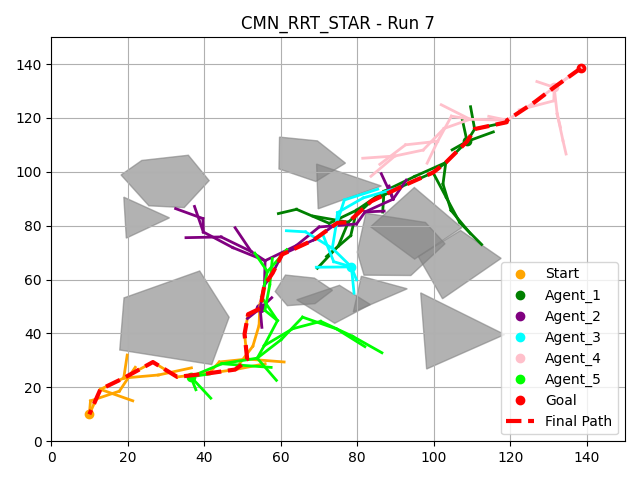 CMN_RRT_STAR - Run 7
140
120
100
80
60
40
20
0
0 20 40 60 80 100 120 140
Start
Agent_1
Agent_2
Agent_3
Agent_4
Agent_5
Goal
Final Path